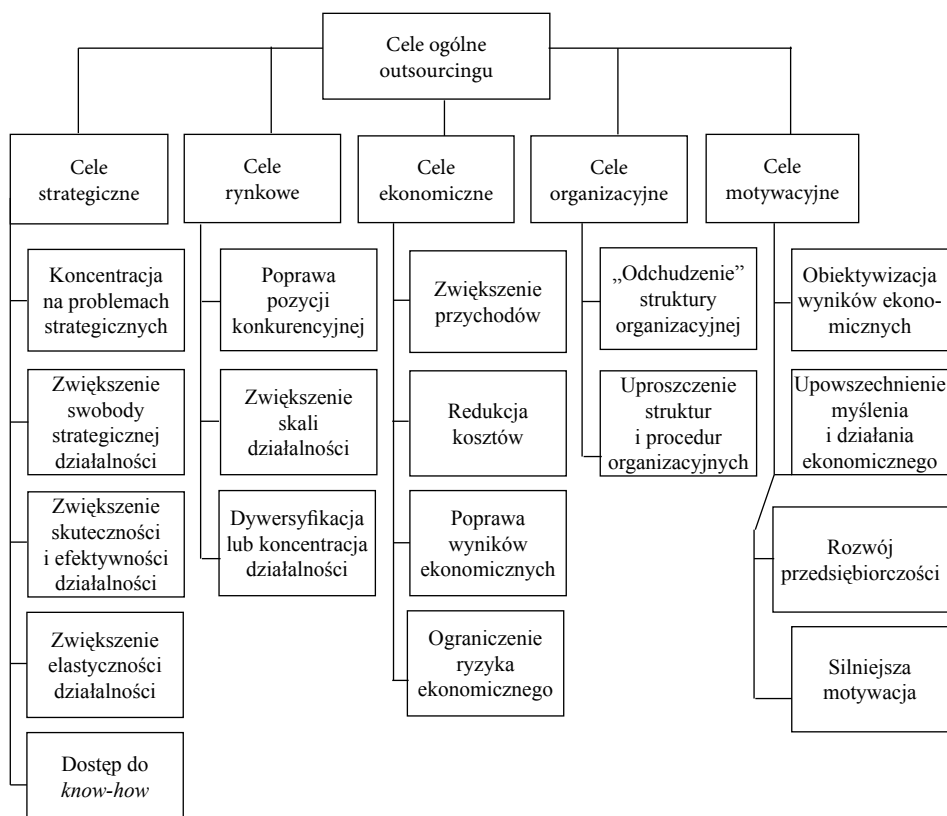 Cele ogólne
outsourcingu
Cele
strategiczne
Koncentracja
na problemach
strategicznych
Zwiększenie
swobody
strategicznej
działalności
Zwiększenie
skuteczności
i efektywności
działalności
Zwiększenie
elastyczności
działalności
Dostęp do
know-how
Cele
rynkowe
Poprawa
pozycji
konkurencyjnej
Zwiększenie
skali
działalności
Dywersyfikacja
lub koncentracja
działalności
Cele
ekonomiczne
Zwiększenie
przychodów
Redukcja
kosztów
Poprawa
wyników
ekonomicznych
Ograniczenie
ryzyka
ekonomicznego
Cele
organizacyjne
„Odchudzenie”
struktury
organizacyjnej
Uproszczenie
struktur
i procedur
organizacyjnych
Cele
motywacyjne
Obiektywizacja
wyników ekono-
micznych
Upowszechnienie
myślenia
i działania
ekonomicznego
Rozwój
przedsiębiorczości
Silniejsza
motywacja